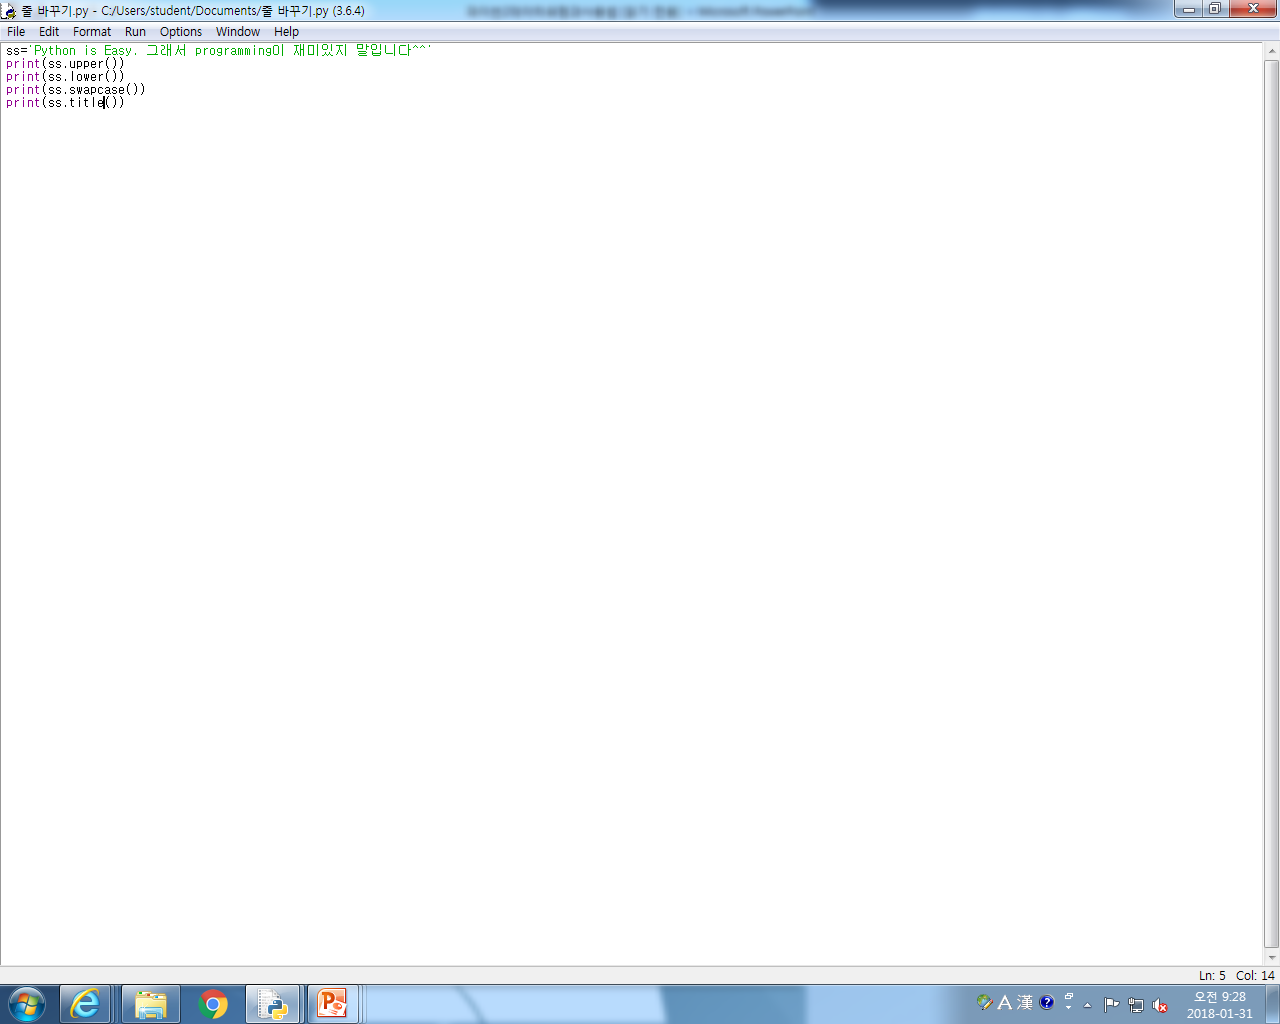 줄 바꾸기.py - C:/Users/student/Documents/줄 바꾸기.py (3.6.4)
File Edit Format Run Options Window Help
ss='Python is Easy. 그래서 programming이 재미있지 말입니다^^'
print(ss.upper())
print(ss.lower())
print(ss.swapcase())
print(ss.title())
Ln: 5 Col: 14
A 漢
오전 9:28
2018-01-31